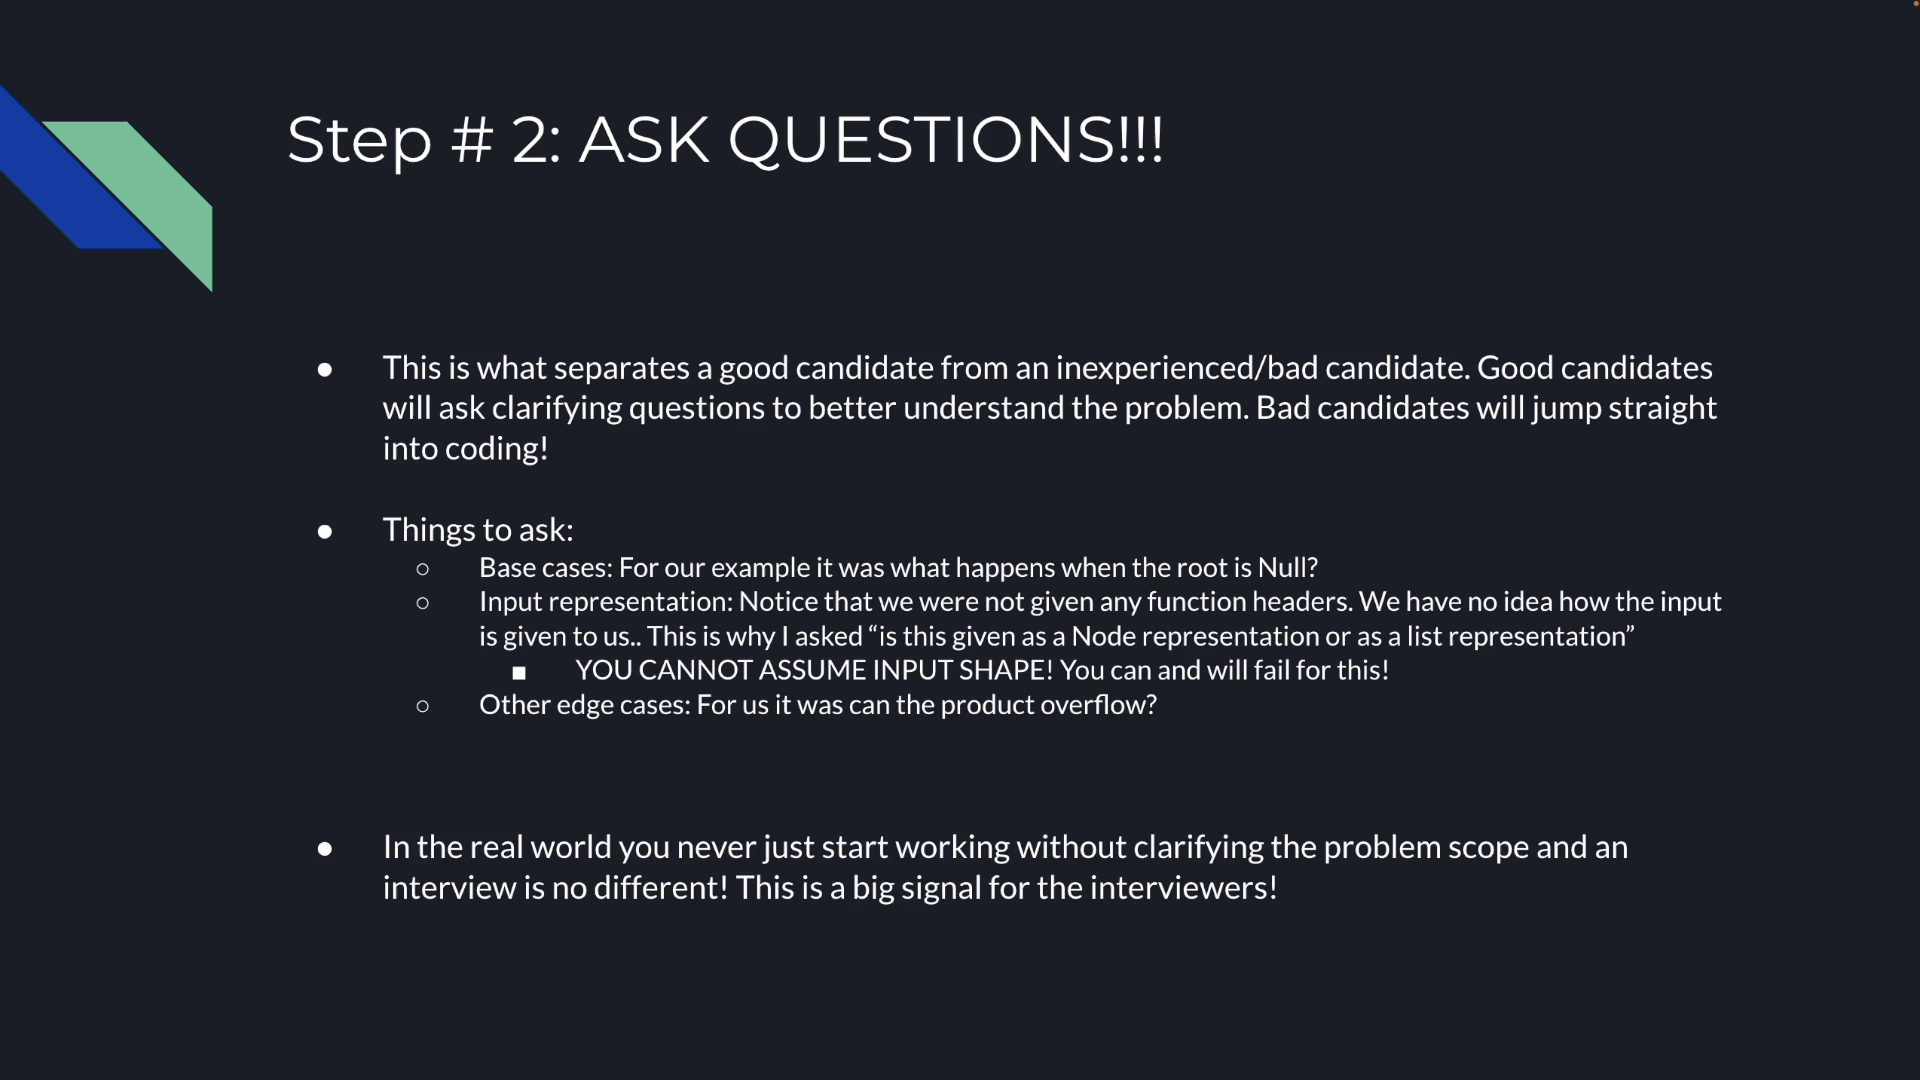 Step # 2: ASK QUESTIONS!!!
● This is what separates a good candidate from an inexperienced/bad candidate. Good candidates
will ask clarifying questions to better understand the problem. Bad candidates will jump straight
into coding!
● Things to ask:
○ Base cases: For our example it was what happens when the root is Null?
○ Input representation: Notice that we were not given any function headers. We have no idea how the input
is given to us.. This is why I asked “is this given as a Node representation or as a list representation”
■ YOU CANNOT ASSUME INPUT SHAPE! You can and will fail for this!
○ Other edge cases: For us it was can the product overflow?
● In the real world you never just start working without clarifying the problem scope and an
interview is no different! This is a big signal for the interviewers!